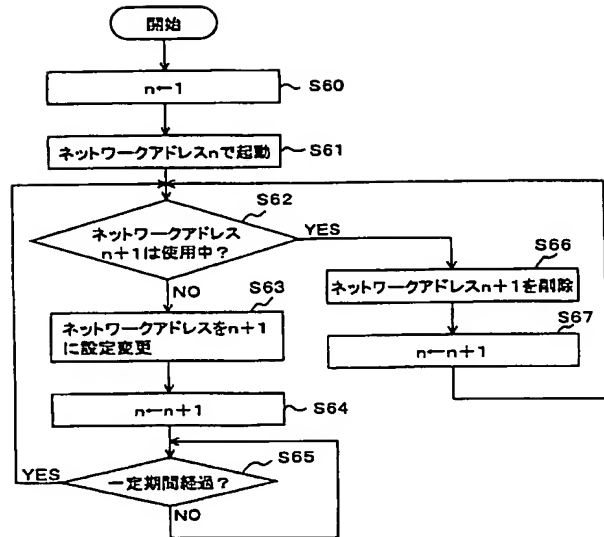 開始
n←1
S60
ネットワークアドレスnで起動
S61
S62
ネットワークアドレス
n+1は使用中?
YES
NO
S63
ネットワークアドレスをn+1
に設定変更
n←n+1
S64
S65
一定期間経過?
YES
NO
S66
ネットワークアドレスn+1を削除
S67
n←n+1